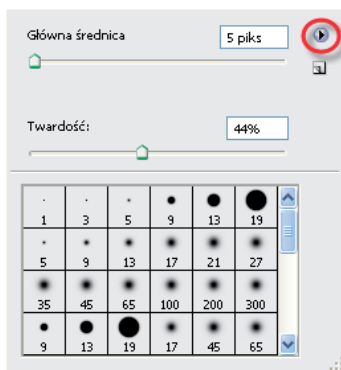 Główna średnica 5 piks
Twardość: 44%
1 3 5 9 13 19
5 9 13 17 21 27
35 45 65 100 200 300
9 13 19 17 45 65